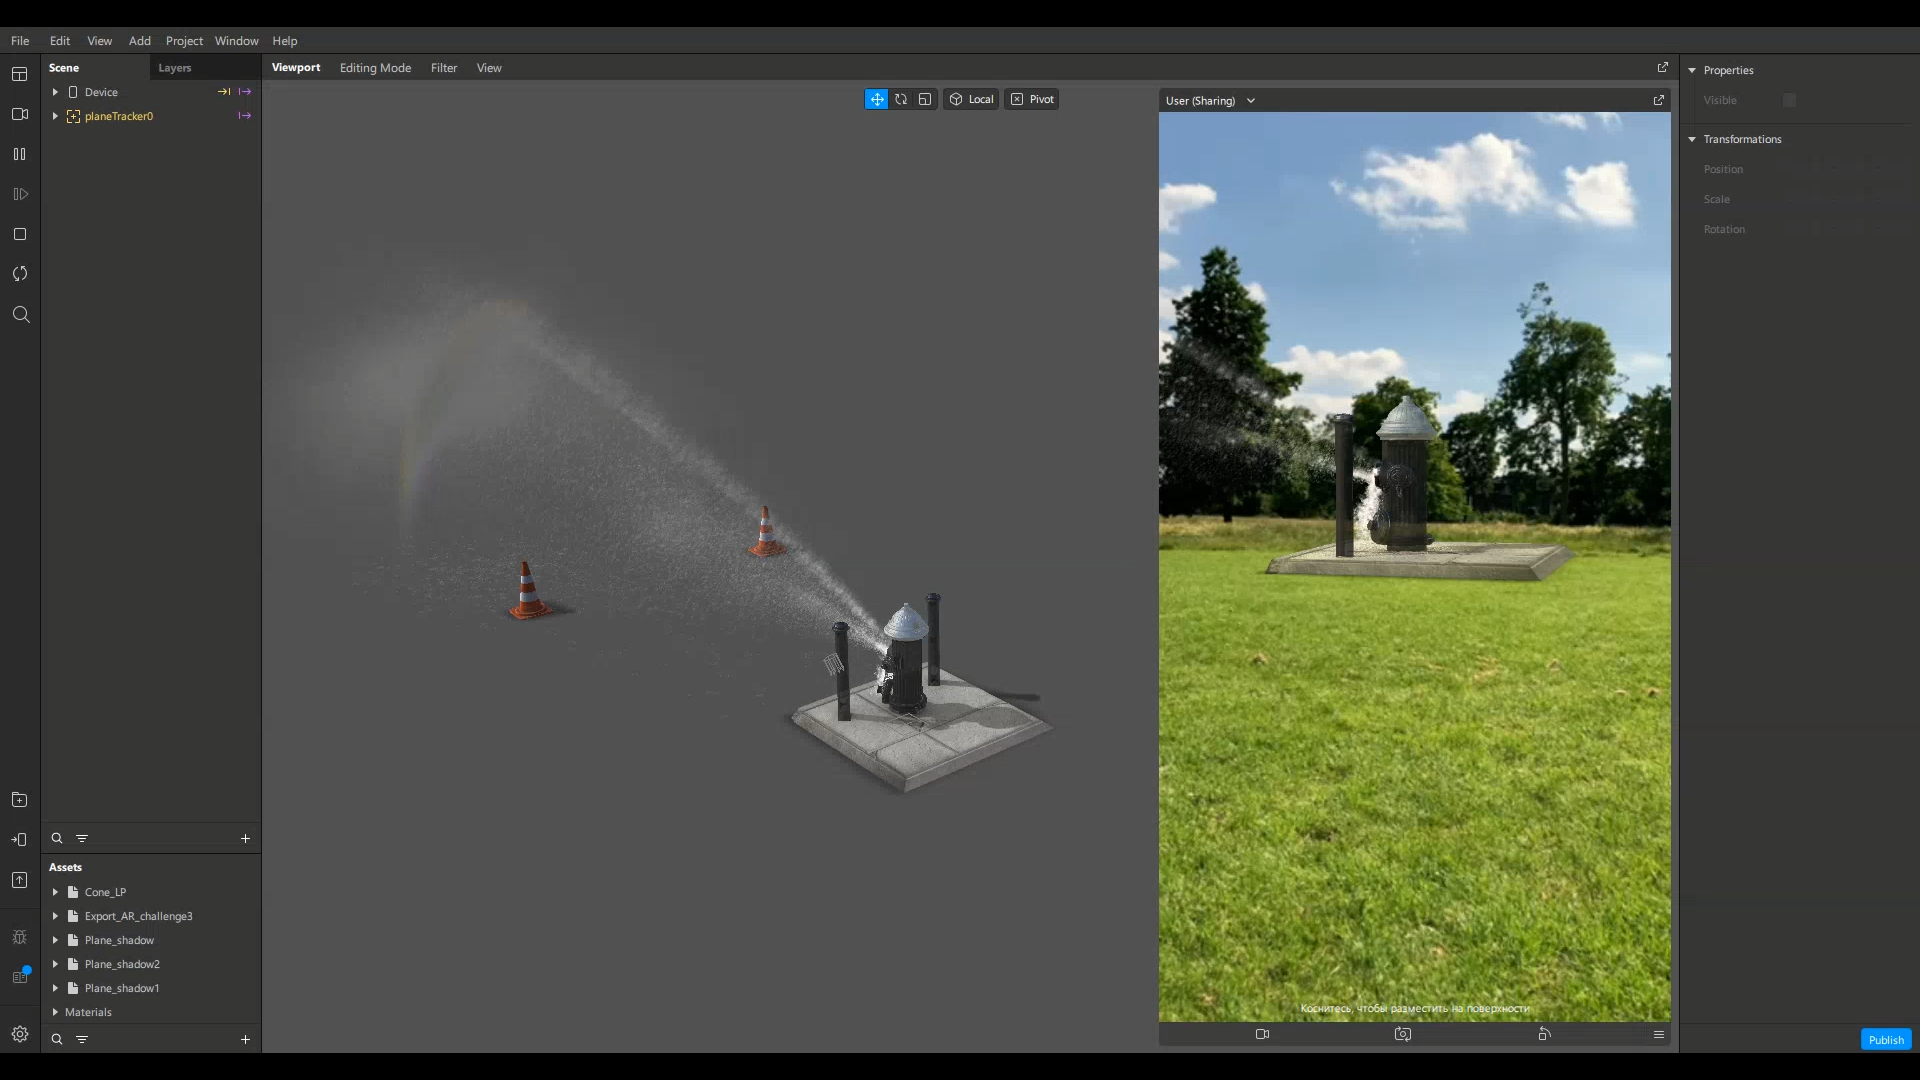 File Edit View Add Project Window Help
Scene Layers
Viewport Editing Mode Filter View
Properties
Device
planeTracker0
Local Pivot
User (Sharing)
Visible
Transformations
Position
Scale
Rotation
Assets
Cone_LP
Export_AR_challenge3
Plane_shadow
Plane_shadow2
Plane_shadow1
Materials
Коснитесь, чтобы разместить на поверхности
Publish